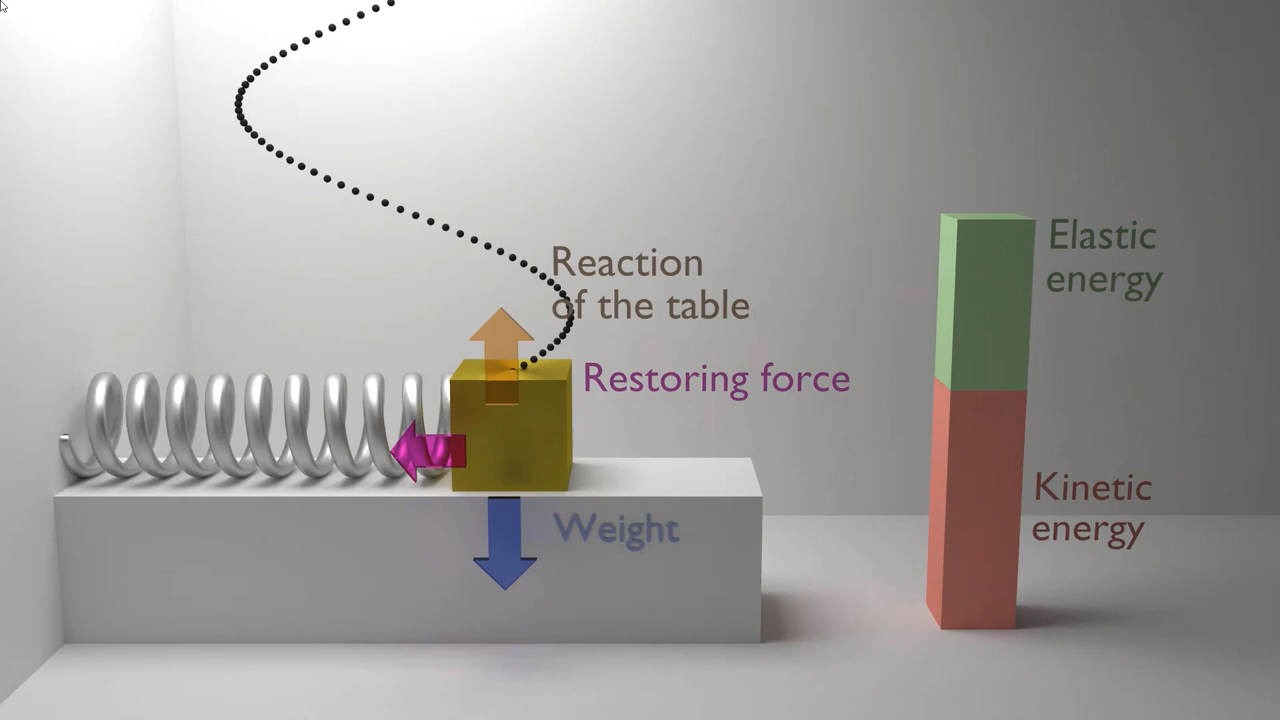 Reaction
of the table
Restoring force
Weight
Elastic
energy
Kinetic
energy